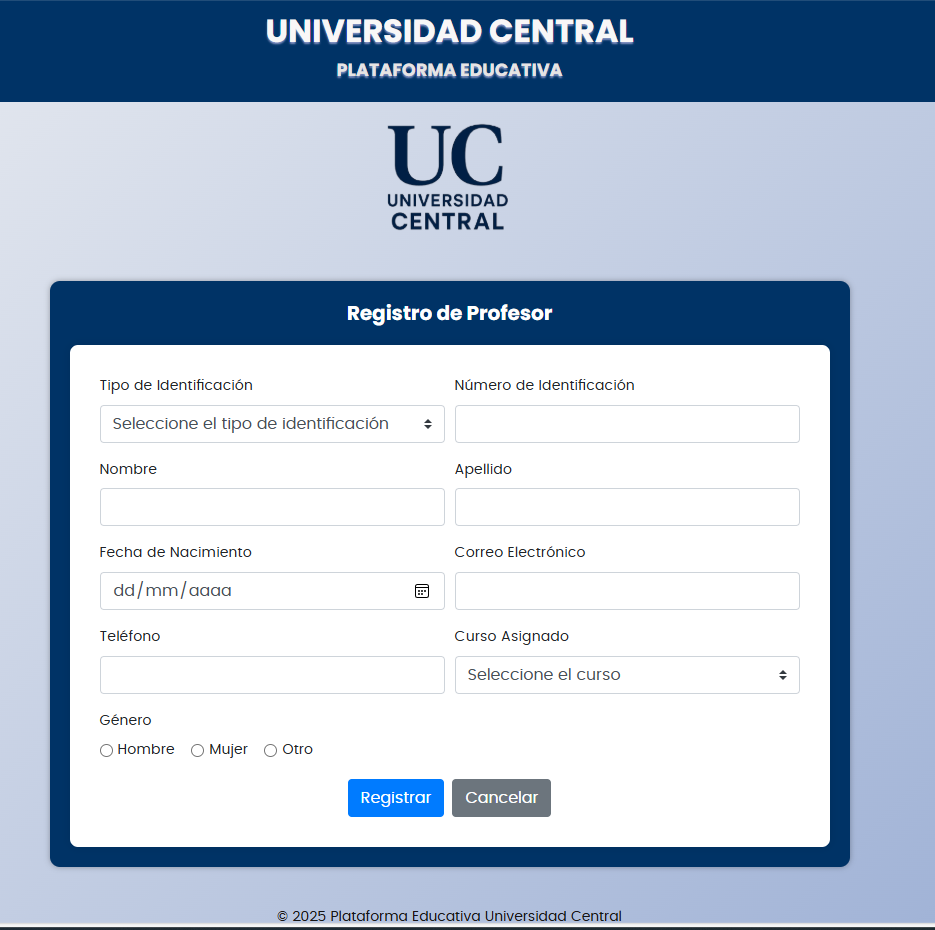 UNIVERSIDAD CENTRAL
PLATAFORMA EDUCATIVA
UC
UNIVERSIDAD
CENTRAL
Registro de Profesor
Tipo de Identificación Número de Identificación
Seleccione el tipo de identificación
Nombre Apellido
Fecha de Nacimiento Correo Electrónico
dd/mm/aaaa
Teléfono Curso Asignado
Seleccione el curso
Género
Hombre Mujer Otro
Registrar Cancelar
© 2025 Plataforma Educativa Universidad Central